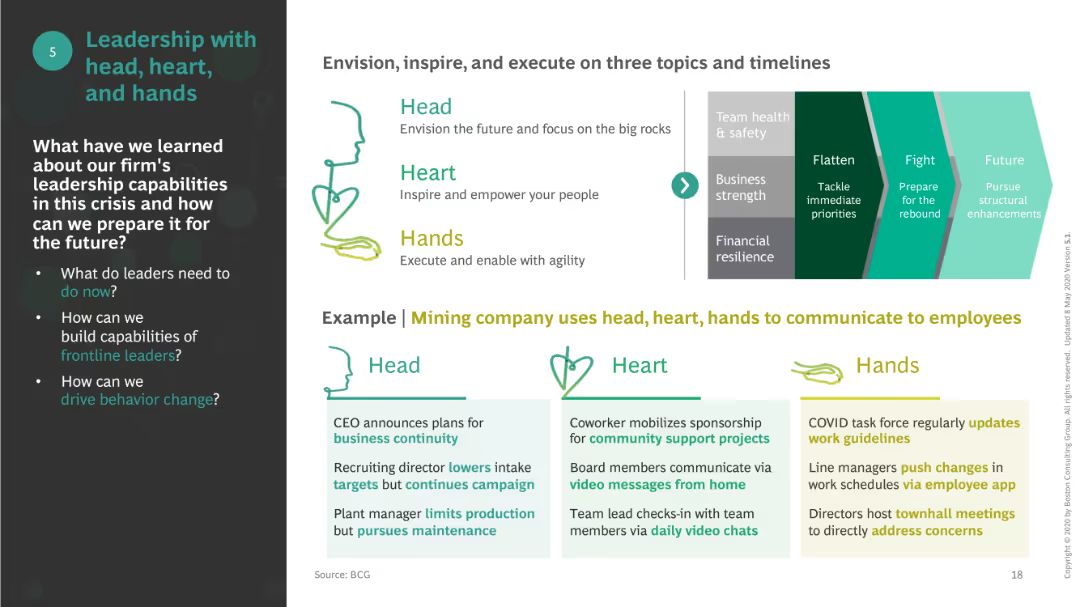 5
Leadership with
head, heart,
and hands
What have we learned
about our firm's
leadership capabilities
in this crisis and how
can we prepare it for
the future?
• What do leaders need to
do now?
• How can we
build capabilities of
frontline leaders?
• How can we
drive behavior change?
Envision, inspire, and execute on three topics and timelines
Head
Envision the future and focus on the big rocks
Heart
Inspire and empower your people
Hands
Execute and enable with agility
Team health
& safety
Business
strength
Financial
resilience
Flatten
Tackle
immediate
priorities
Fight
Prepare
for the
rebound
Future
Pursue
structural
enhancements
Example | Mining company uses head, heart, hands to communicate to employees
Head
CEO announces plans for
business continuity
Recruiting director lowers intake
targets but continues campaign
Plant manager limits production
but pursues maintenance
Heart
Coworker mobilizes sponsorship
for community support projects
Board members communicate via
video messages from home
Team lead checks-in with team
members via daily video chats
Hands
COVID task force regularly updates
work guidelines
Line managers push changes in
work schedules via employee app
Directors host townhall meetings
to directly address concerns
Source: BCG
18
Copyright © 2020 by Boston Consulting Group. All rights reserved. Updated 8 May 2020 Version 5.1.